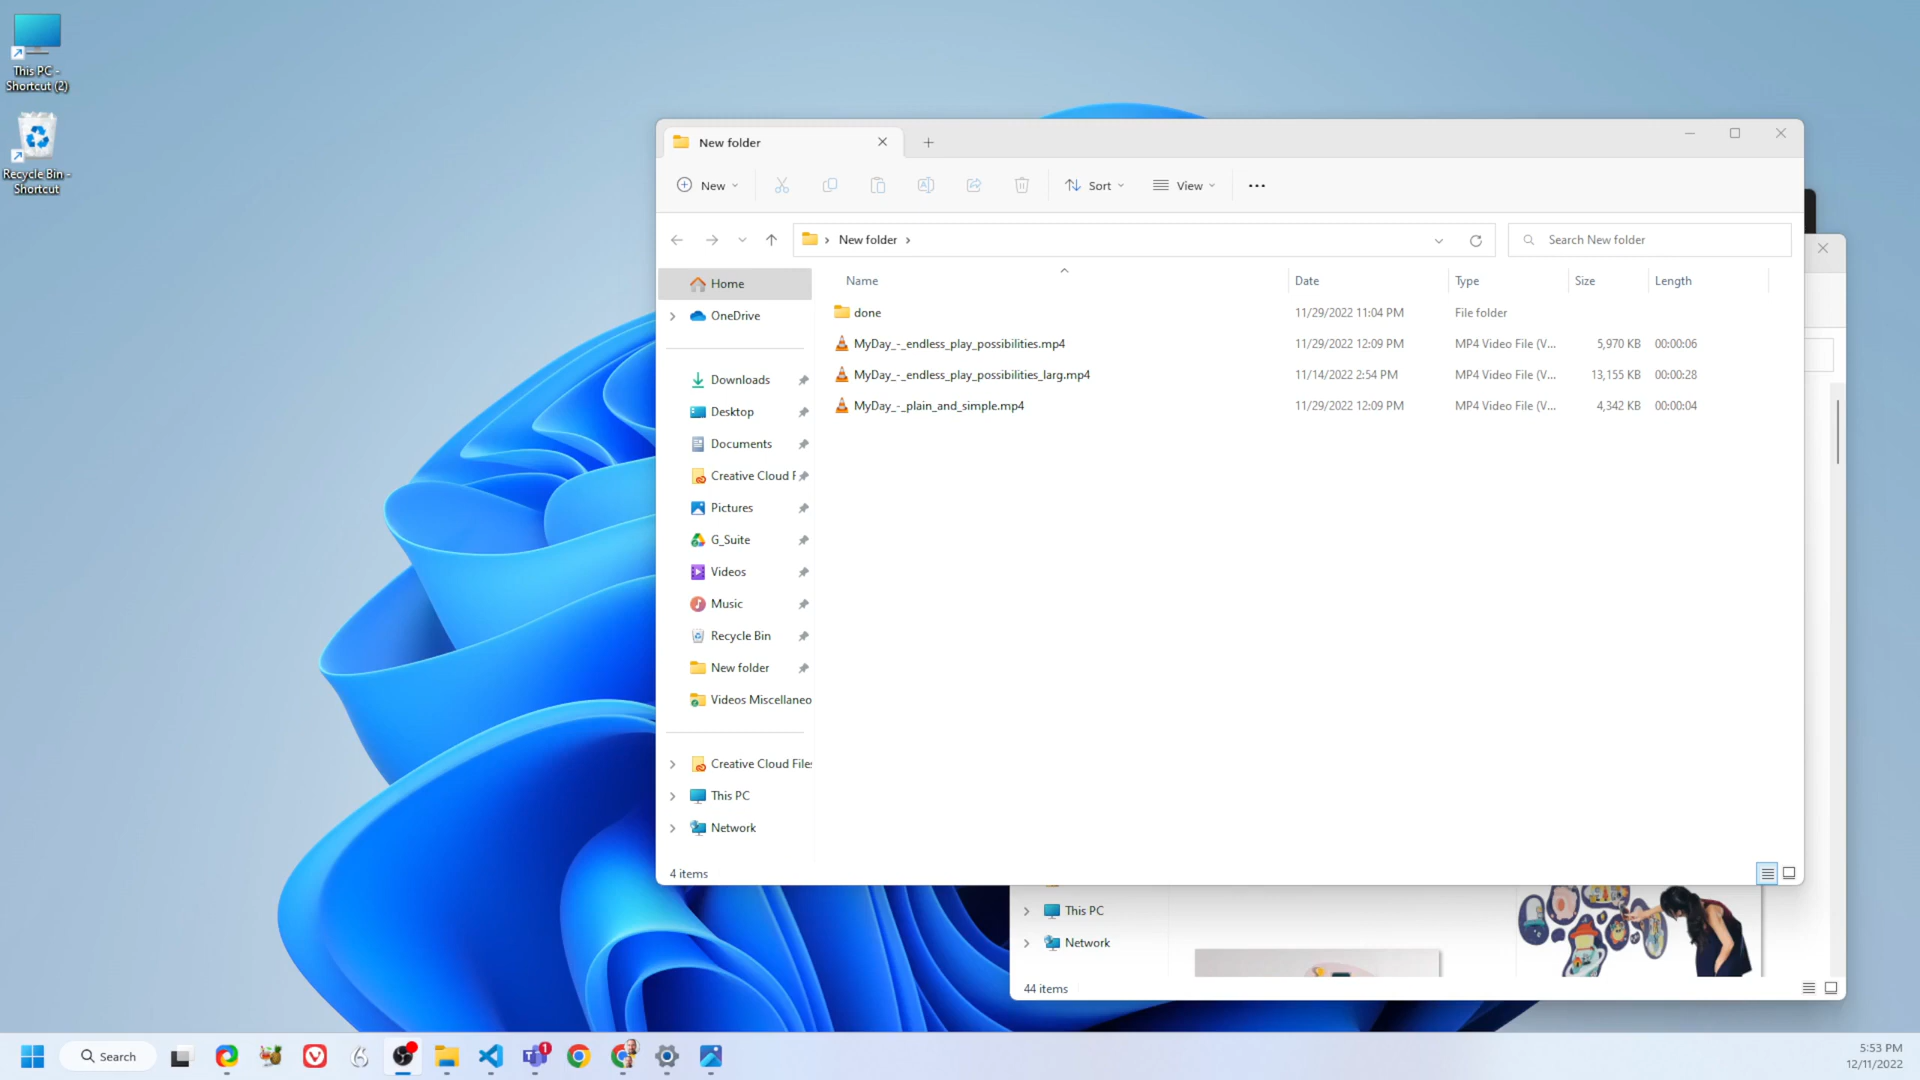 This PC -
Shortcut (2)
Recycle Bin -
Shortcut
New folder
New
Sort
View
New folder
Search New folder
Name
Date
Type
Size
Length
done
11/29/2022 11:04 PM
File folder
MyDay_-_endless_play_possibilities.mp4
11/29/2022 12:09 PM
MP4 Video File (V...
5,970 KB
00:00:06
MyDay_-_endless_play_possibilities_larg.mp4
11/14/2022 2:54 PM
MP4 Video File (V...
13,155 KB
00:00:28
MyDay_-_plain_and_simple.mp4
11/29/2022 12:09 PM
MP4 Video File (V...
4,342 KB
00:00:04
Home
OneDrive
Downloads
Desktop
Documents
Creative Cloud F
Pictures
G_Suite
Videos
Music
Recycle Bin
New folder
Videos Miscellaneo
Creative Cloud Files
This PC
Network
4 items
This PC
Network
44 items
Search
1
5:53 PM
12/11/2022